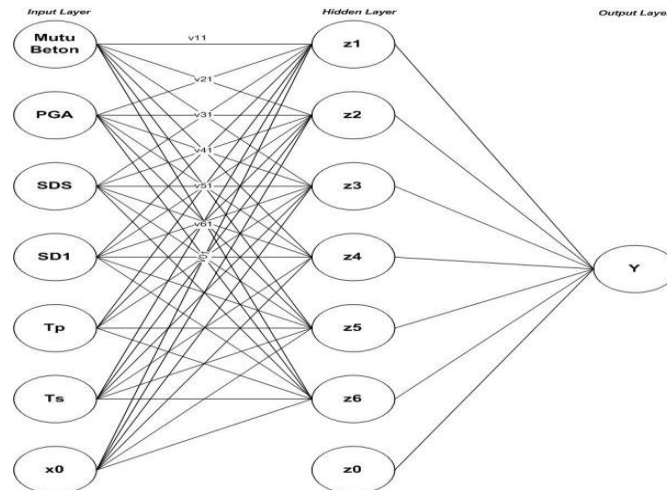 Input Layer
Hidden Layer
Output Layer
Mutu
Beton
v11
z1
v21
PGA
v31
z2
v41
SDS
v51
z3
v61
SD1
z4
Y
Tp
z5
Ts
z6
x0
z0